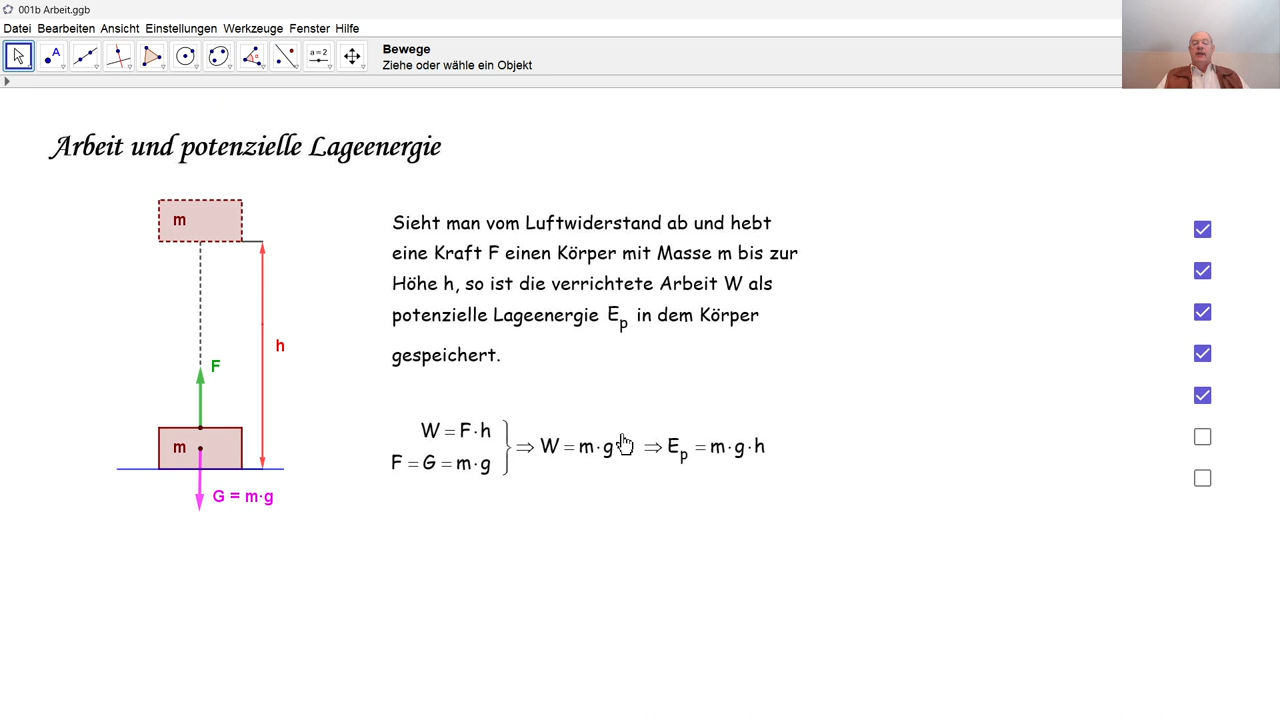 001b Arbeit.ggb
Datei Bearbeiten Ansicht Einstellungen Werkzeuge Fenster Hilfe
A
a=2
Bewege
Ziehe oder wähle ein Objekt
Arbeit und potenzielle Lageenergie
m
h
F
m
G = m·g
Sieht man vom Luftwiderstand ab und hebt
eine Kraft F einen Körper mit Masse m bis zur
Höhe h, so ist die verrichtete Arbeit W als
potenzielle Lageenergie Eₚ in dem Körper
gespeichert.
W = F·h
F = G = m·g
⇒ W = m·g
⇒ Eₚ = m·g·h